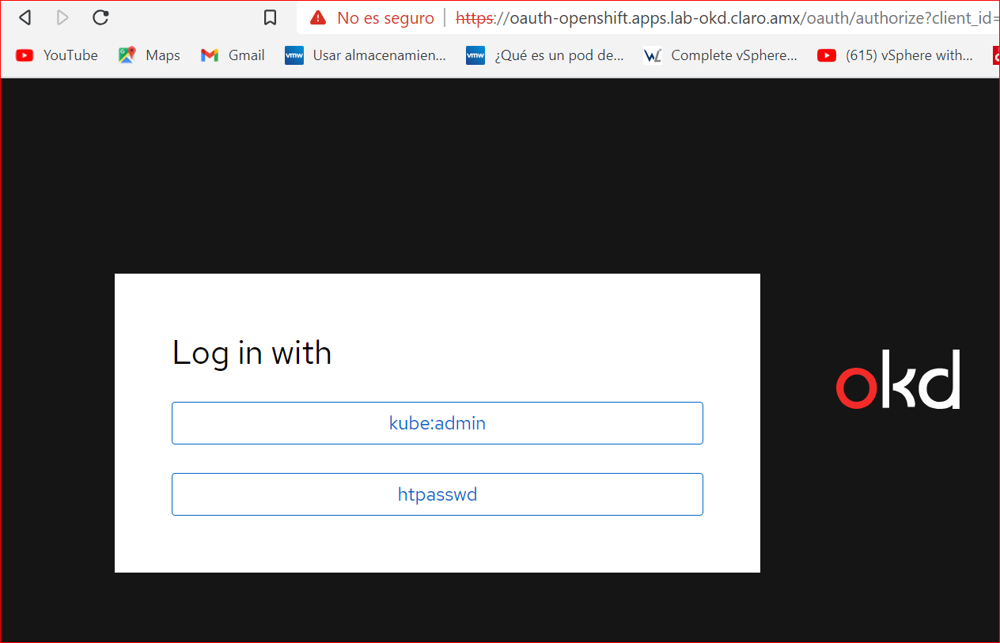 No es seguro | https://oauth-openshift.apps.lab-okd.claro.amx/oauth/authorize?client_id=
YouTube Maps Gmail vmw Usar almacenamien... vmw ¿Qué es un pod de... Complete vSphere... (615) vSphere with...
Log in with
kube:admin
okd
htpasswd